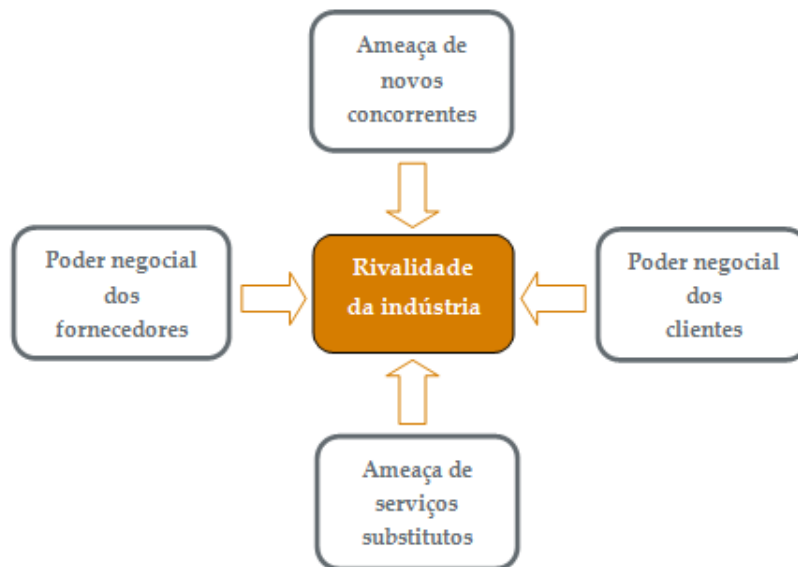 Ameaça de
novos
concorrentes
Poder negocial
dos
fornecedores
Rivalidade
da indústria
Poder negocial
dos
clientes
Ameaça de
serviços
substitutos